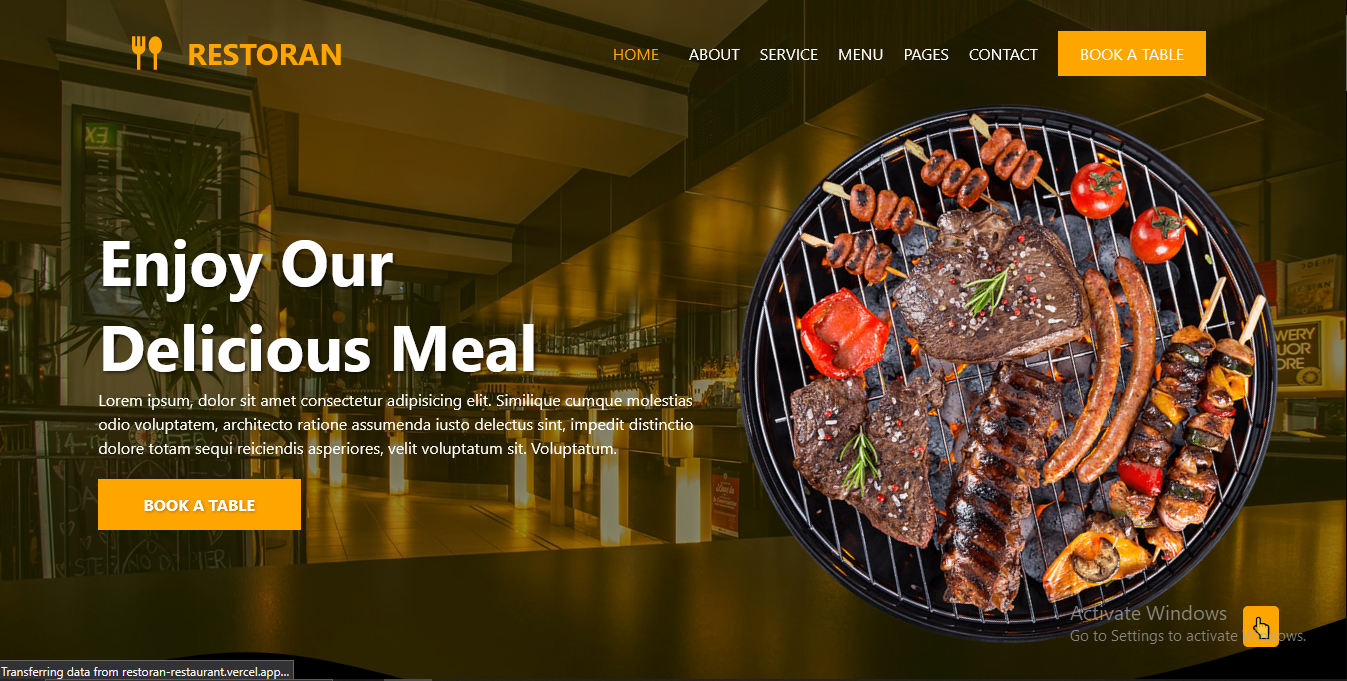 RESTORAN
HOME ABOUT SERVICE MENU PAGES CONTACT BOOK A TABLE
Enjoy Our
Delicious Meal
Lorem ipsum, dolor sit amet consectetur adipisicing elit. Similique cumque molestias
odio voluptatem, architecto ratione assumenda iusto delectus sint, impedit distinctio
dolore totam sequi reiciendis asperiores, velit voluptatum sit. Voluptatum.
BOOK A TABLE
Activate Windows
Go to Settings to activate Windows.
Transferring data from restoran-restaurant.vercel.app...